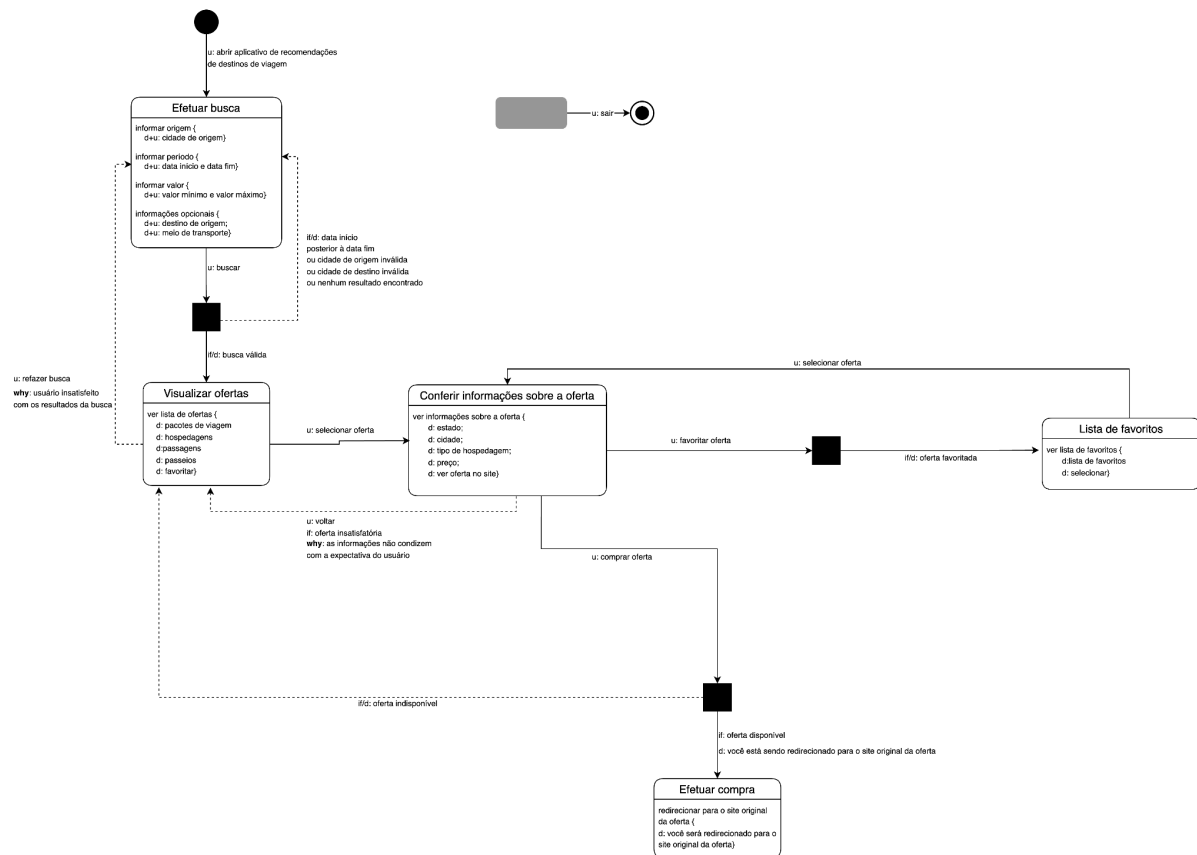 u: abrir aplicativo de recomendações
de destinos de viagem
Efetuar busca
informar origem {
d+u: cidade de origem}
informar período {
d+u: data início e data fim}
informar valor {
d+u: valor mínimo e valor máximo}
informações opcionais {
d+u: destino de origem;
d+u: meio de transporte}
u: sair
if/d: data início
posterior à data fim
ou cidade de origem inválida
ou cidade de destino inválida
ou nenhum resultado encontrado
u: buscar
if/d: busca válida
u: refazer busca
why: usuário insatisfeito
com os resultados da busca
Visualizar ofertas
ver lista de ofertas {
d: pacotes de viagem
d: hospedagens
d:passagens
d: passeios
d: favoritar}
u: selecionar oferta
Conferir informações sobre a oferta
ver informações sobre a oferta {
d: estado;
d: cidade;
d: tipo de hospedagem;
d: preço;
d: ver oferta no site}
u: selecionar oferta
u: favoritar oferta
if/d: oferta favoritada
Lista de favoritos
ver lista de favoritos {
d:lista de favoritos
d: selecionar}
u: voltar
if: oferta insatisfatória
why: as informações não condizem
com a expectativa do usuário
u: comprar oferta
if/d: oferta indisponível
if: oferta disponível
d: você está sendo redirecionado para o site original da oferta
Efetuar compra
redirecionar para o site original
da oferta {
d: você será redirecionado para o
site original da oferta}